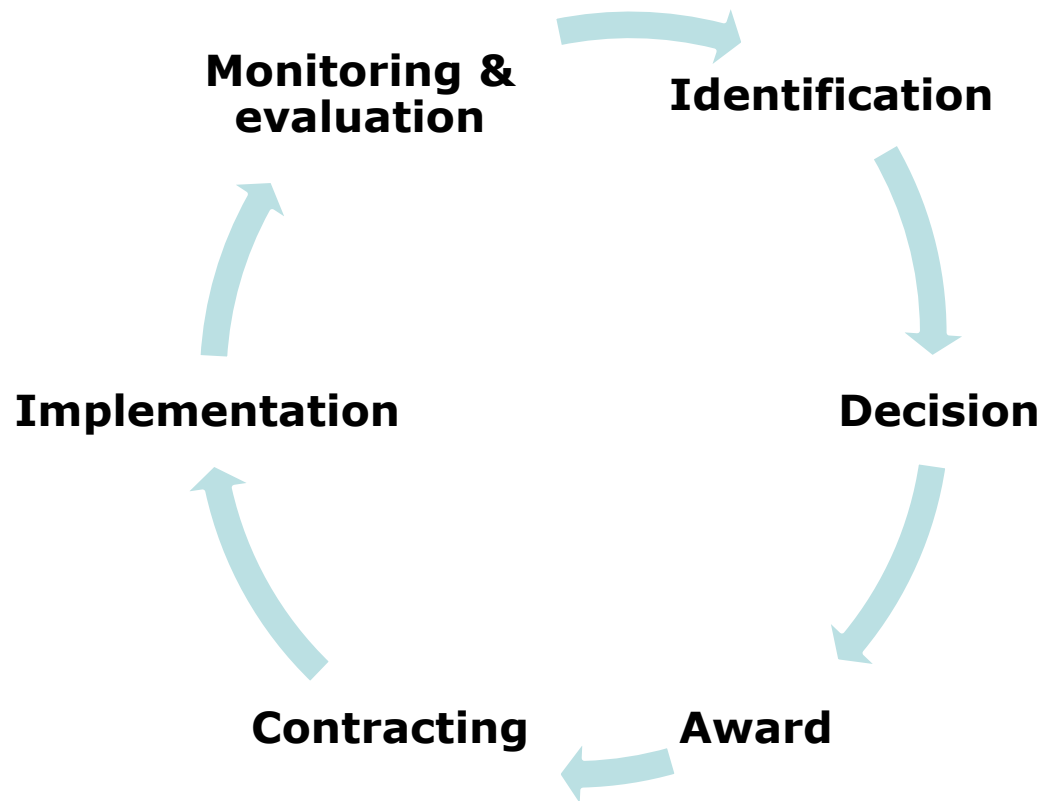 Monitoring &
evaluation
Identification
Decision
Award
Contracting
Implementation